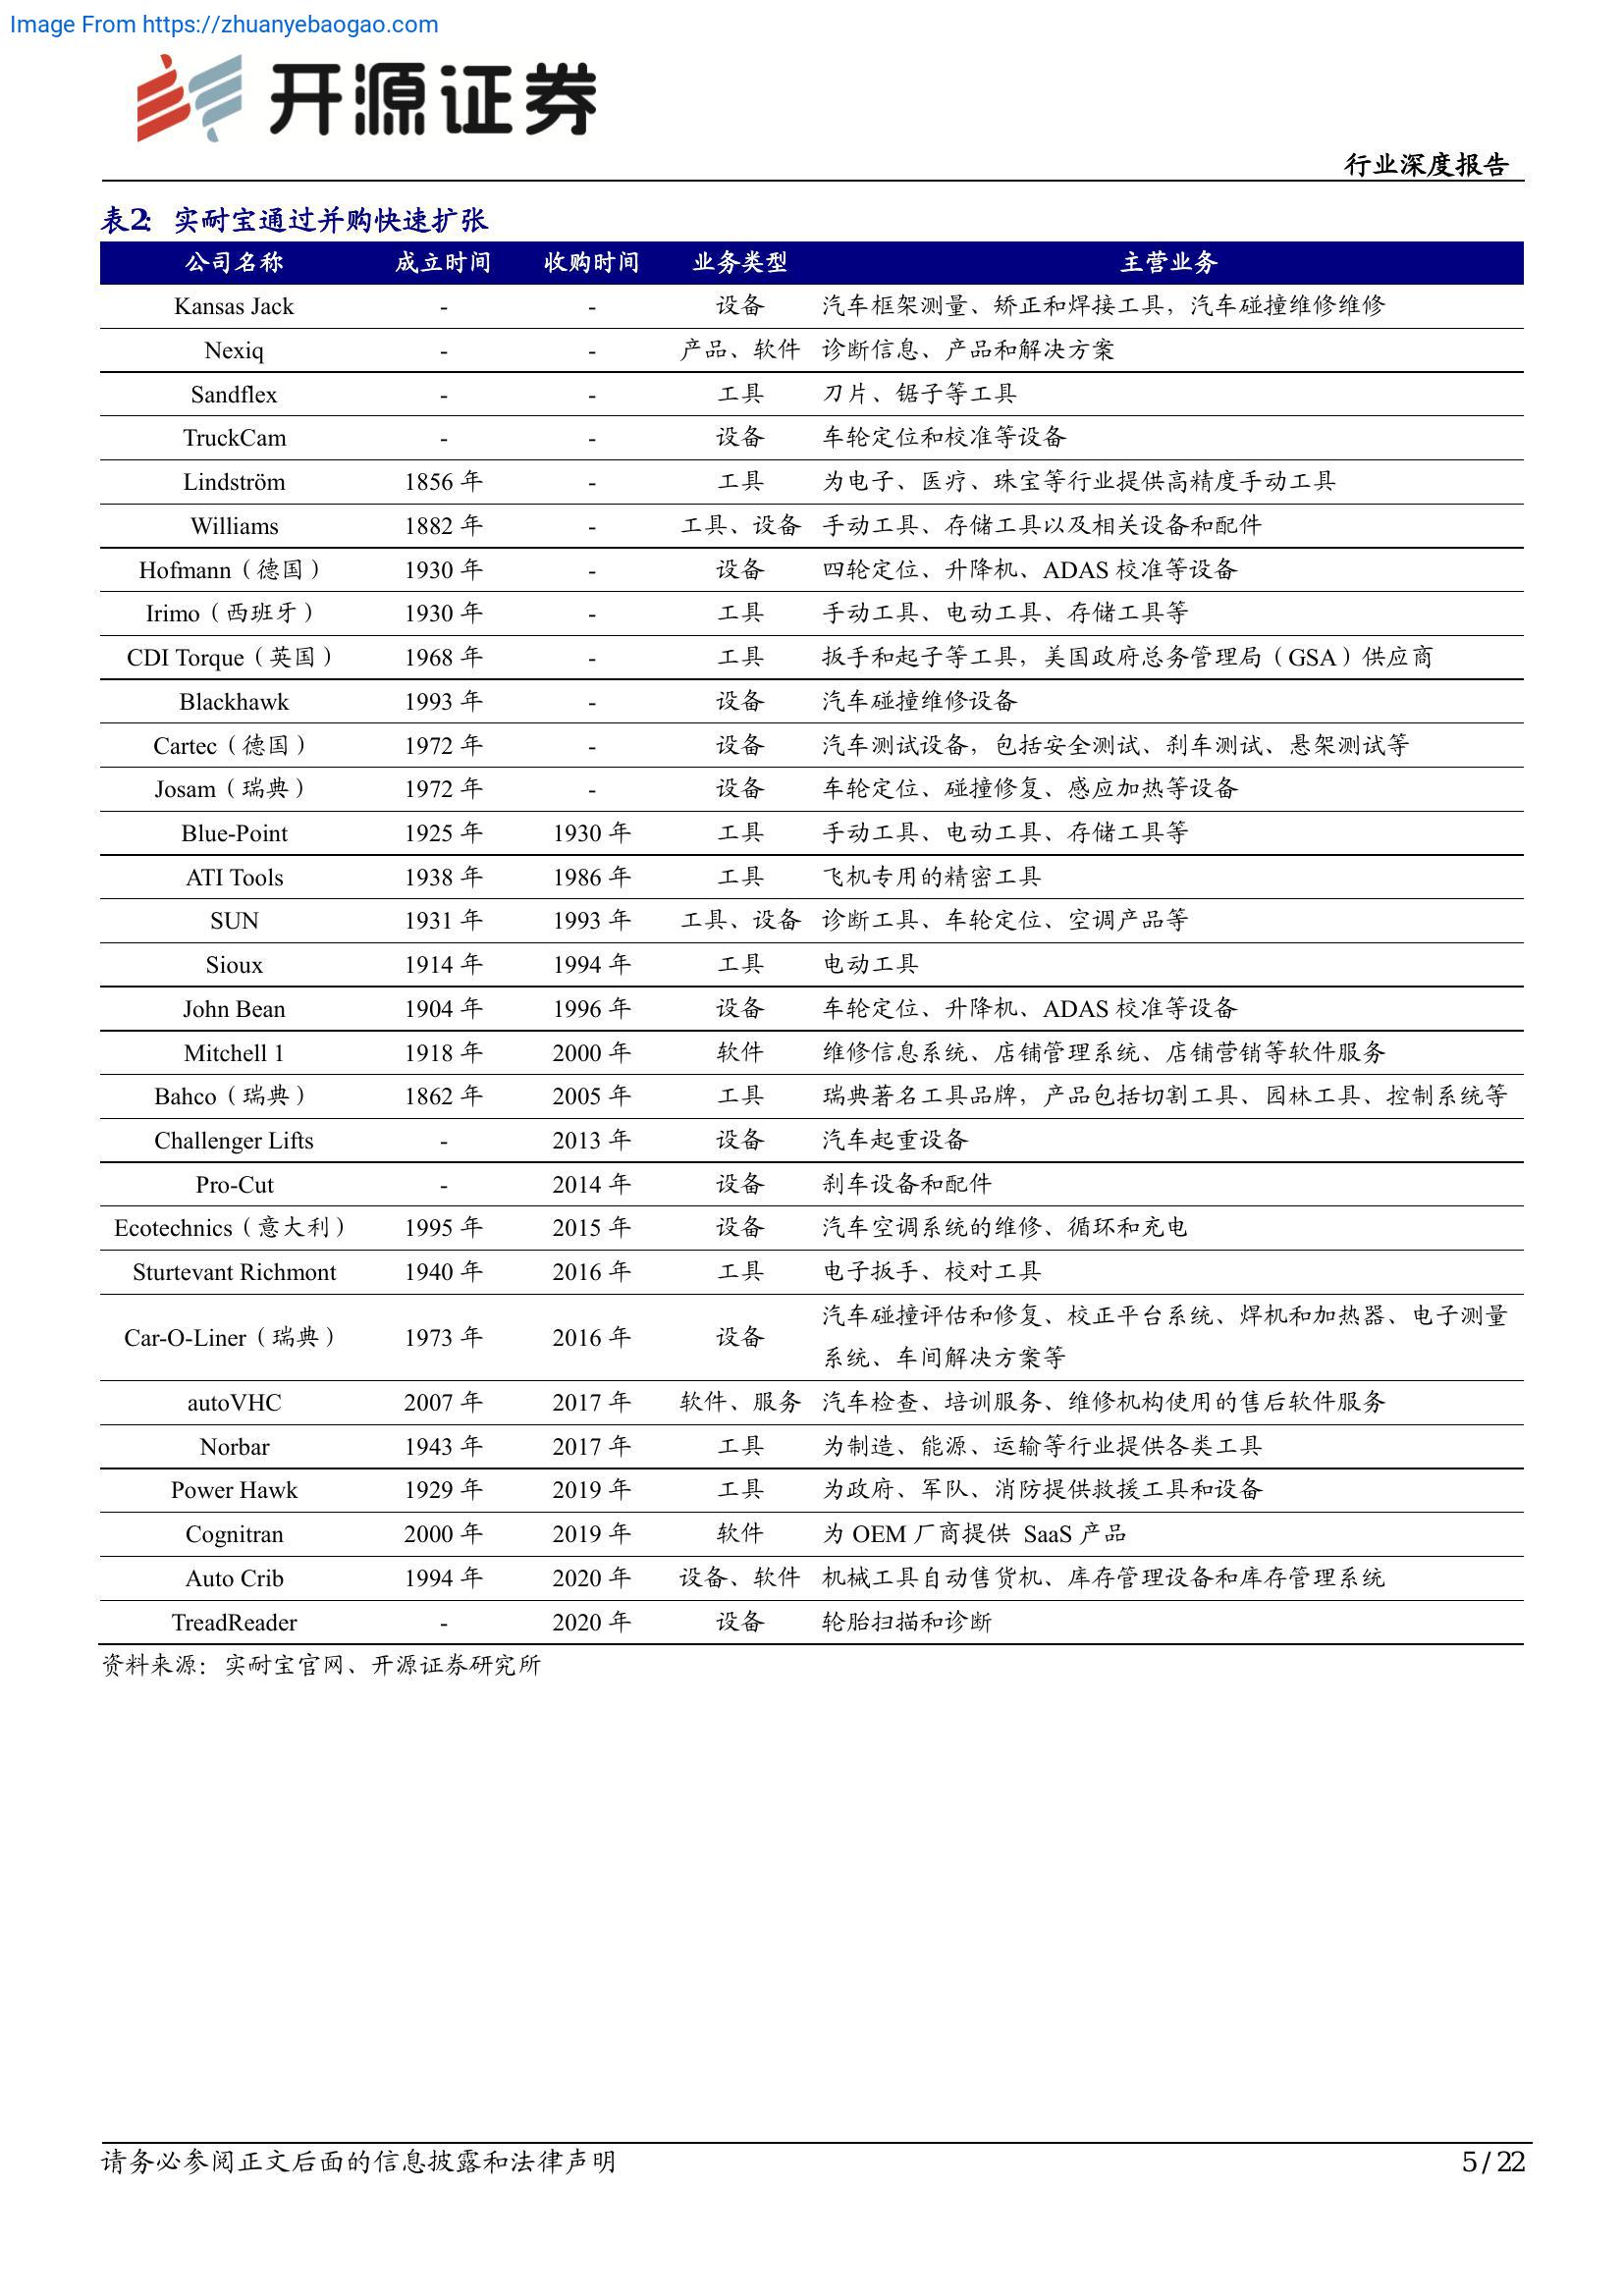 Image From https://zhuanyebaogao.com
开源证券
行业深度报告
表2: 实耐宝通过并购快速扩张
公司名称 成立时间 收购时间 业务类型 主营业务
Kansas Jack - - 设备 汽车框架测量、矫正和焊接工具，汽车碰撞维修维修
Nexiq - - 产品、软件 诊断信息、产品和解决方案
Sandflex - - 工具 刀片、锯子等工具
TruckCam - - 设备 车轮定位和校准等设备
Lindström 1856 年 - 工具 为电子、医疗、珠宝等行业提供高精度手动工具
Williams 1882 年 - 工具、设备 手动工具、存储工具以及相关设备和配件
Hofmann（德国） 1930 年 - 设备 四轮定位、升降机、ADAS 校准等设备
Irimo（西班牙） 1930 年 - 工具 手动工具、电动工具、存储工具等
CDI Torque（英国） 1968 年 - 工具 扳手和起子等工具，美国政府总务管理局（GSA）供应商
Blackhawk 1993 年 - 设备 汽车碰撞维修设备
Cartec（德国） 1972 年 - 设备 汽车测试设备，包括安全测试、刹车测试、悬架测试等
Josam（瑞典） 1972 年 - 设备 车轮定位、碰撞修复、感应加热等设备
Blue-Point 1925 年 1930 年 工具 手动工具、电动工具、存储工具等
ATI Tools 1938 年 1986 年 工具 飞机专用的精密工具
SUN 1931 年 1993 年 工具、设备 诊断工具、车轮定位、空调产品等
Sioux 1914 年 1994 年 工具 电动工具
John Bean 1904 年 1996 年 设备 车轮定位、升降机、ADAS 校准等设备
Mitchell 1 1918 年 2000 年 软件 维修信息系统、店铺管理系统、店铺营销等软件服务
Bahco（瑞典） 1862 年 2005 年 工具 瑞典著名工具品牌，产品包括切割工具、园林工具、控制系统等
Challenger Lifts - 2013 年 设备 汽车起重设备
Pro-Cut - 2014 年 设备 刹车设备和配件
Ecotechnics（意大利） 1995 年 2015 年 设备 汽车空调系统的维修、循环和充电
Sturtevant Richmont 1940 年 2016 年 工具 电子扳手、校对工具
Car-O-Liner（瑞典） 1973 年 2016 年 设备 汽车碰撞评估和修复、校正平台系统、焊机和加热器、电子测量
系统、车间解决方案等
autoVHC 2007 年 2017 年 软件、服务 汽车检查、培训服务、维修机构使用的售后软件服务
Norbar 1943 年 2017 年 工具 为制造、能源、运输等行业提供各类工具
Power Hawk 1929 年 2019 年 工具 为政府、军队、消防提供救援工具和设备
Cognitran 2000 年 2019 年 软件 为 OEM 厂商提供 SaaS 产品
Auto Crib 1994 年 2020 年 设备、软件 机械工具自动售货机、库存管理设备和库存管理系统
TreadReader - 2020 年 设备 轮胎扫描和诊断
资料来源：实耐宝官网、开源证券研究所
请务必参阅正文后面的信息披露和法律声明
5 / 22